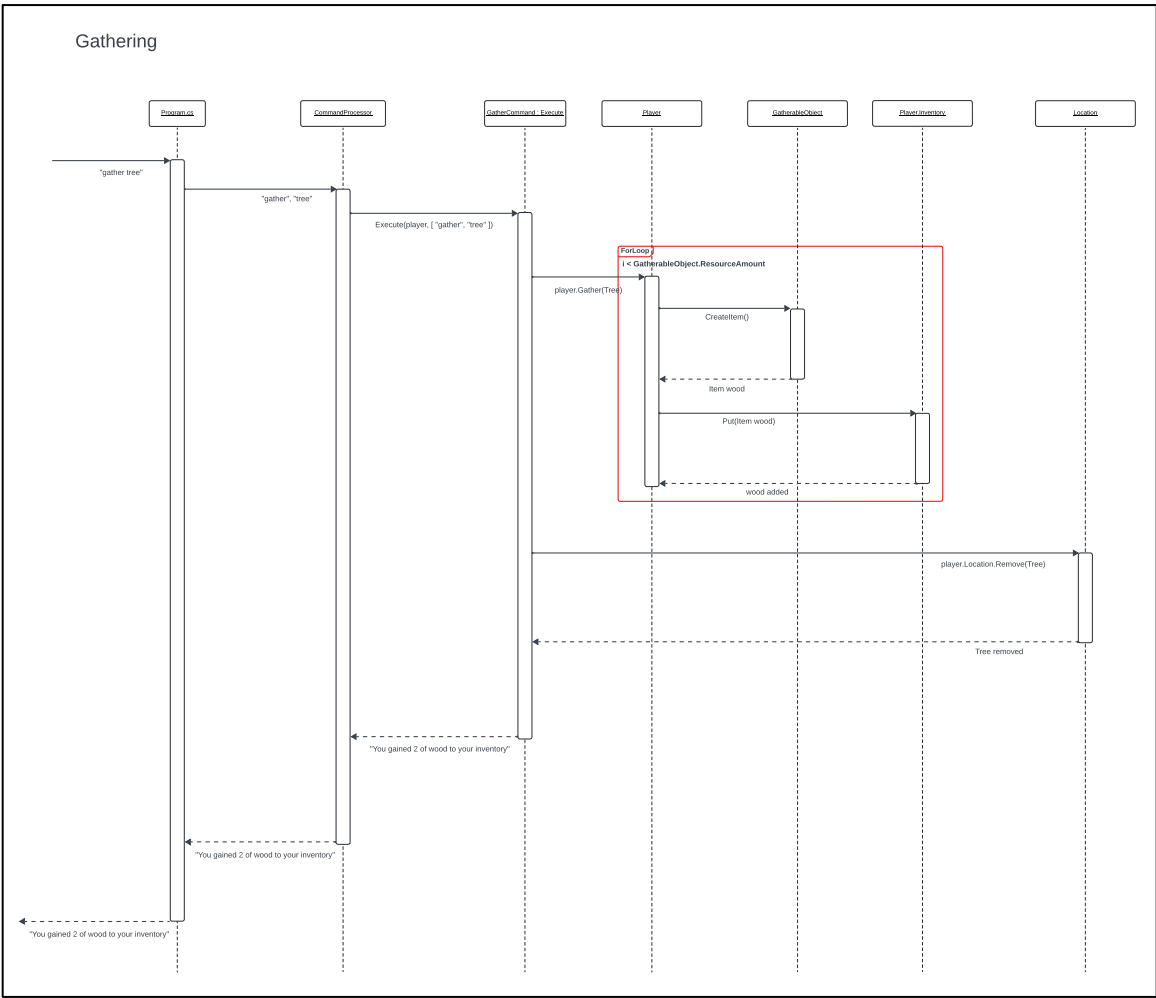 Gathering
Program.cs
CommandProcessor
GatherCommand : Execute
Player
GatherableObject
Player.Inventory
Location
"gather tree"
"gather", "tree"
Execute(player, [ "gather", "tree" ])
ForLoop
i < GatherableObject.ResourceAmount
player.Gather(Tree)
CreateItem()
Item wood
Put(Item wood)
wood added
player.Location.Remove(Tree)
Tree removed
"You gained 2 of wood to your inventory"
"You gained 2 of wood to your inventory"
"You gained 2 of wood to your inventory"